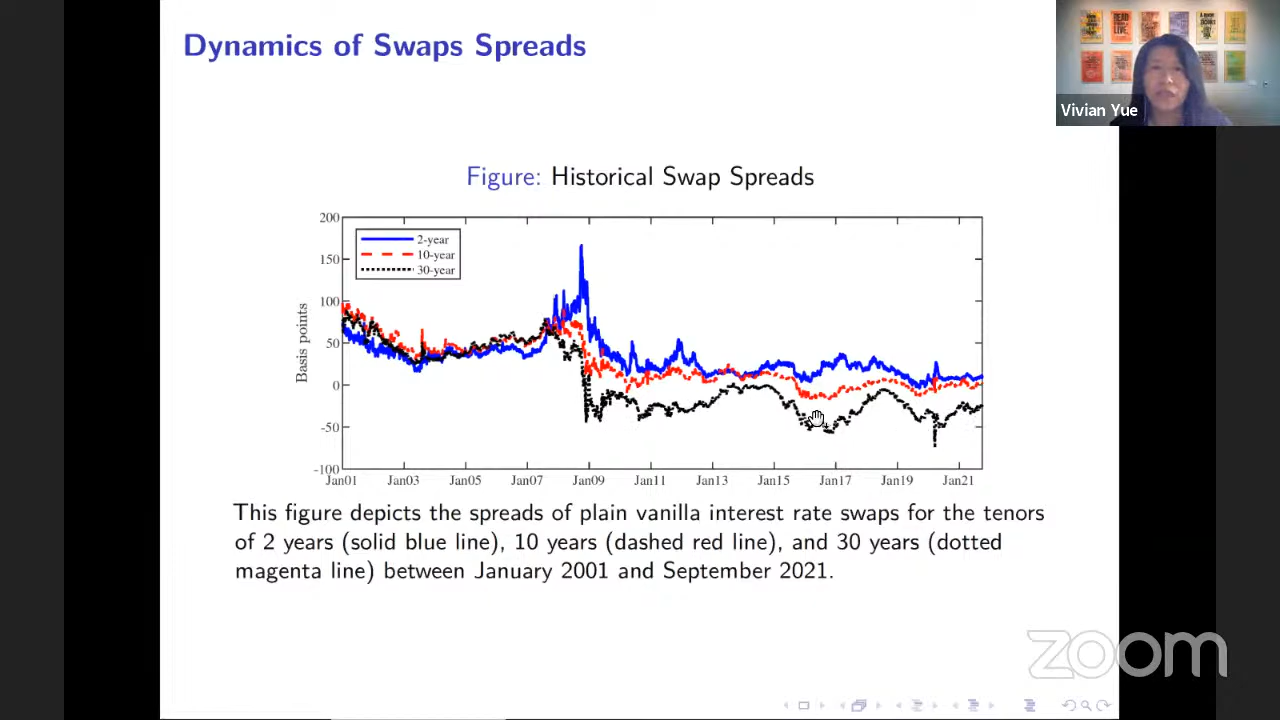 Dynamics of Swaps Spreads
Vivian Yue
Figure: Historical Swap Spreads
200
150
100
50
0
-50
-100
Basis points
2-year
10-year
30-year
Jan01 Jan03 Jan05 Jan07 Jan09 Jan11 Jan13 Jan15 Jan17 Jan19 Jan21
This figure depicts the spreads of plain vanilla interest rate swaps for the tenors
of 2 years (solid blue line), 10 years (dashed red line), and 30 years (dotted
magenta line) between January 2001 and September 2021.
zoom